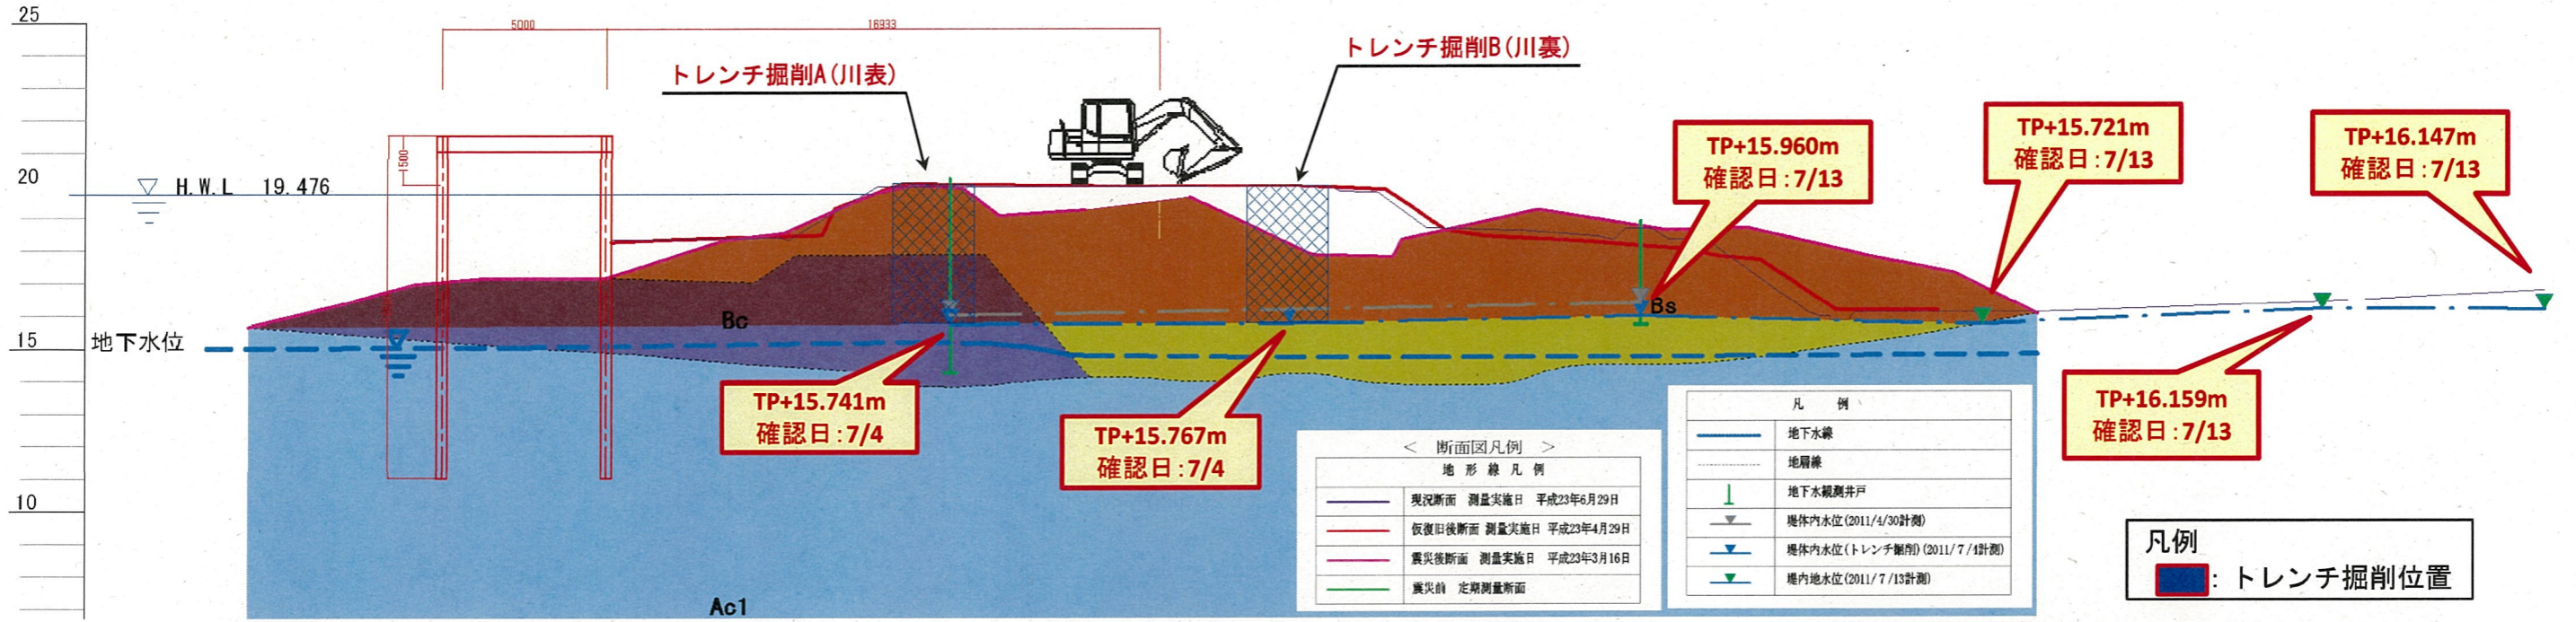 25
5000
16933
トレンチ掘削A(川表)
トレンチ掘削B(川裏)
1500
20
H.W.L 19.476
TP+15.960m
確認日:7/13
TP+15.721m
確認日:7/13
TP+16.147m
確認日:7/13
Bc
Bs
15
地下水位
TP+15.741m
確認日:7/4
TP+15.767m
確認日:7/4
TP+16.159m
確認日:7/13
10
Ac1
< 断面図凡例 >
地形線凡例
現況断面 測量実施日 平成23年6月29日
仮復旧後断面 測量実施日 平成23年4月29日
震災後断面 測量実施日 平成23年3月16日
震災前 定期測量断面
凡 例
地下水線
地層線
地下水観測井戸
堤体内水位(2011/4/30計測)
堤体内水位(トレンチ掘削)(2011/7/4計測)
堤内地水位(2011/7/13計測)
凡例
:トレンチ掘削位置